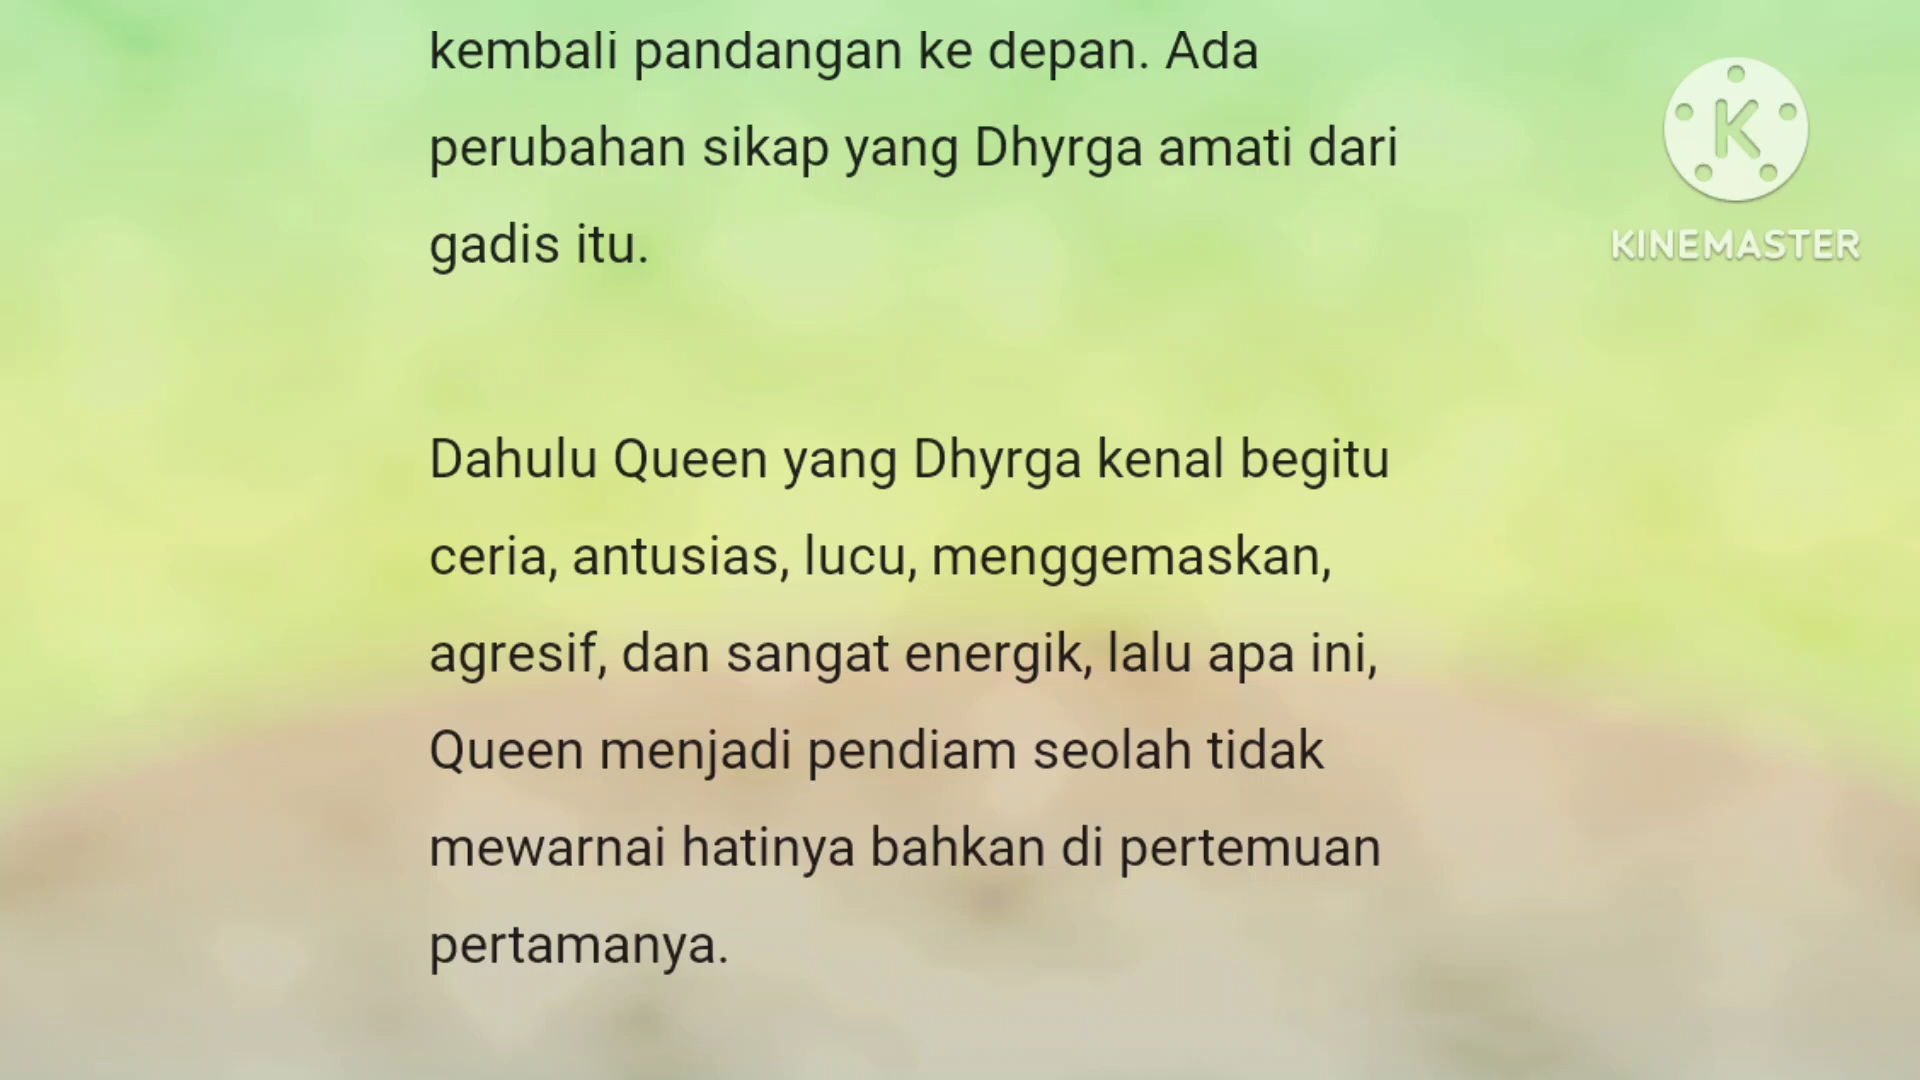 kembali pandangan ke depan. Ada
perubahan sikap yang Dhyrga amati dari
gadis itu.
Dahulu Queen yang Dhyrga kenal begitu
ceria, antusias, lucu, menggemaskan,
agresif, dan sangat energik, lalu apa ini,
Queen menjadi pendiam seolah tidak
mewarnai hatinya bahkan di pertemuan
pertamanya.
K
KINEMASTER